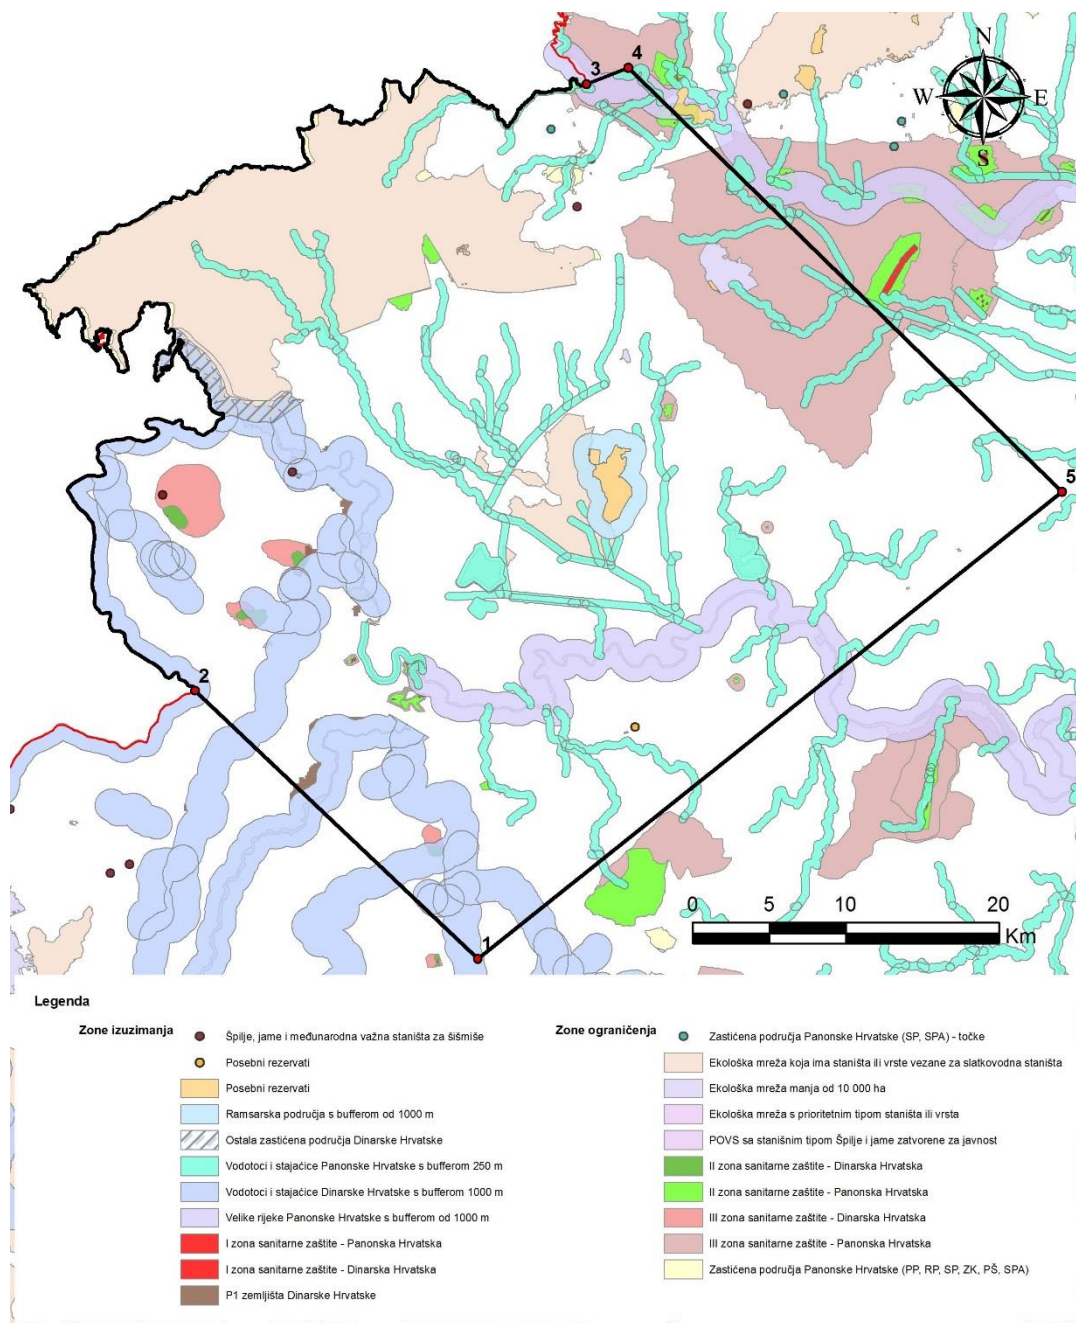 N
W
E
S
3
4
5
2
1
0
5
10
20
Km
Legenda
Zone izuzimanja
Špilje, jame i međunarodna važna staništa za šišmiše
Posebni rezervati
Posebni rezervati
Ramsarska područja s bufferom od 1000 m
Ostala zastićena područja Dinarske Hrvatske
Vodotoci i stajaćice Panonske Hrvatske s bufferom 250 m
Vodotoci i stajaćice Dinarske Hrvatske s bufferom 1000 m
Velike rijeke Panonske Hrvatske s bufferom od 1000 m
I zona sanitarne zaštite - Panonska Hrvatska
I zona sanitarne zaštite - Dinarska Hrvatska
P1 zemljišta Dinarske Hrvatske
Zone ograničenja
Zastićena područja Panonske Hrvatske (SP, SPA) - točke
Ekološka mreža koja ima staništa ili vrste vezane za slatkovodna staništa
Ekološka mreža manja od 10 000 ha
Ekološka mreža s prioritetnim tipom staništa ili vrsta
POVS sa stanišnim tipom Špilje i jame zatvorene za javnost
II zona sanitarne zaštite - Dinarska Hrvatska
II zona sanitarne zaštite - Panonska Hrvatska
III zona sanitarne zaštite - Dinarska Hrvatska
III zona sanitarne zaštite - Panonska Hrvatska
Zastićena područja Panonske Hrvatske (PP, RP, SP, ZK, PŠ, SPA)